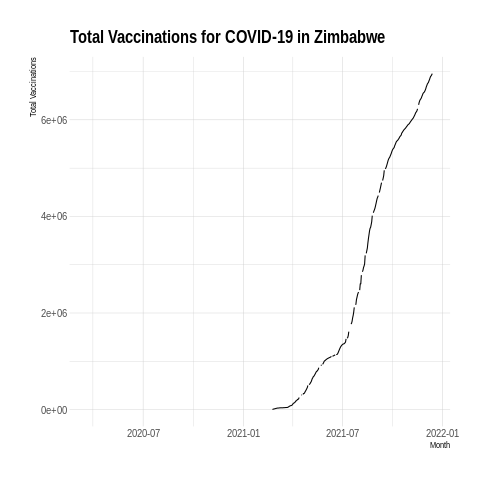 Total Vaccinations for COVID-19 in Zimbabwe
Total Vaccinations
6e+06
4e+06
2e+06
0e+00
2020-07 2021-01 2021-07 2022-01
Month